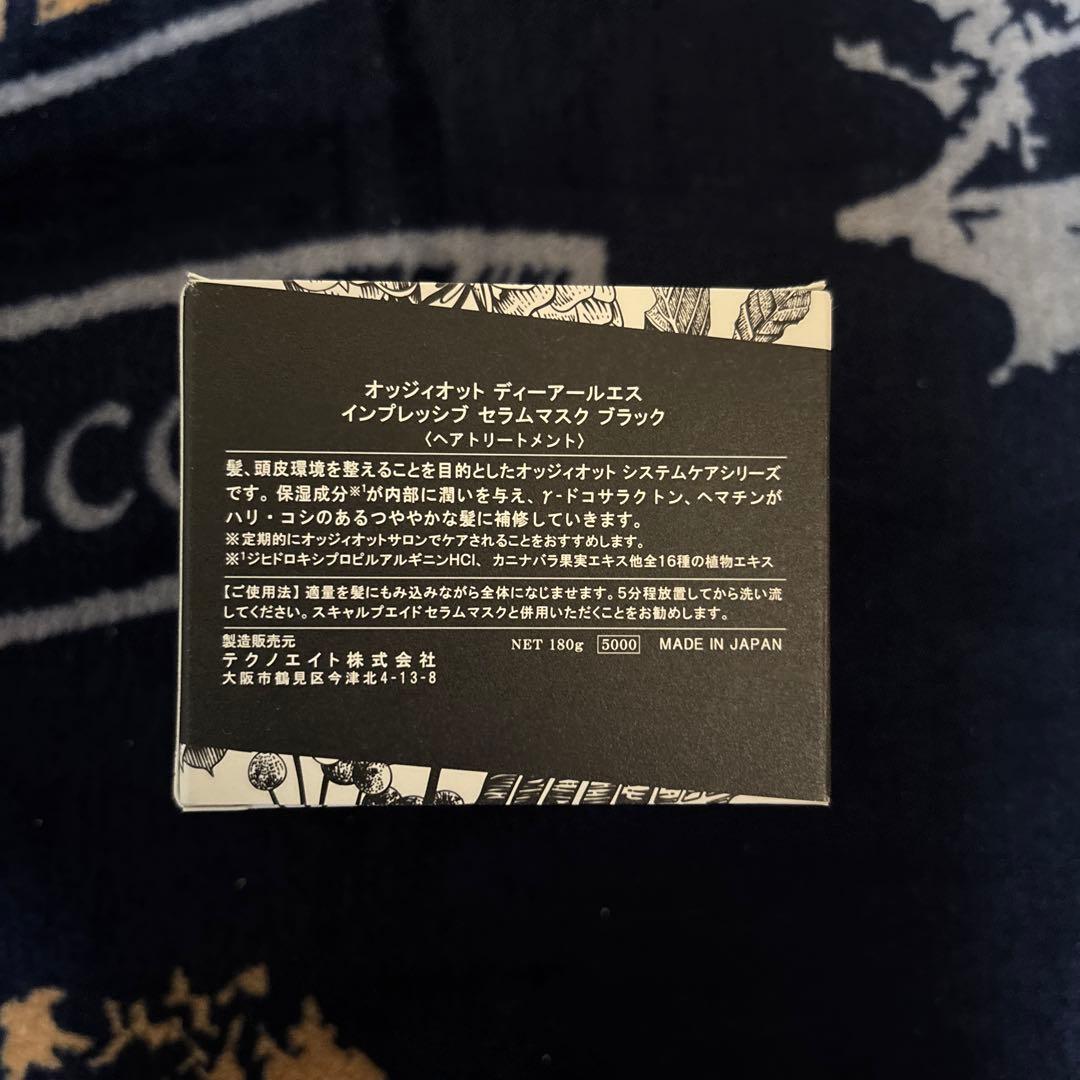 オッジィオット ディーアールエス
インプレッシブ セラムマスク ブラック
〈ヘアトリートメント〉
髪、頭皮環境を整えることを目的としたオッジィオット システムケアシリーズ
です。保湿成分※1が内部に潤いを与え、γ-ドコサラクトン、ヘマチンが
ハリ・コシのあるつややかな髪に補修していきます。
※定期的にオッジィオットサロンでケアされることをおすすめします。
※1ジヒドロキシプロピルアルギニンHCl、カニナバラ果実エキス他全16種の植物エキス
【ご使用法】適量を髪にもみ込みながら全体になじませます。5分程放置してから洗い流
してください。スキャルプエイドセラムマスクと併用いただくことをお勧めします。
製造販売元 NET 180g 5000 MADE IN JAPAN
テクノエイト株式会社
大阪市鶴見区今津北4-13-8